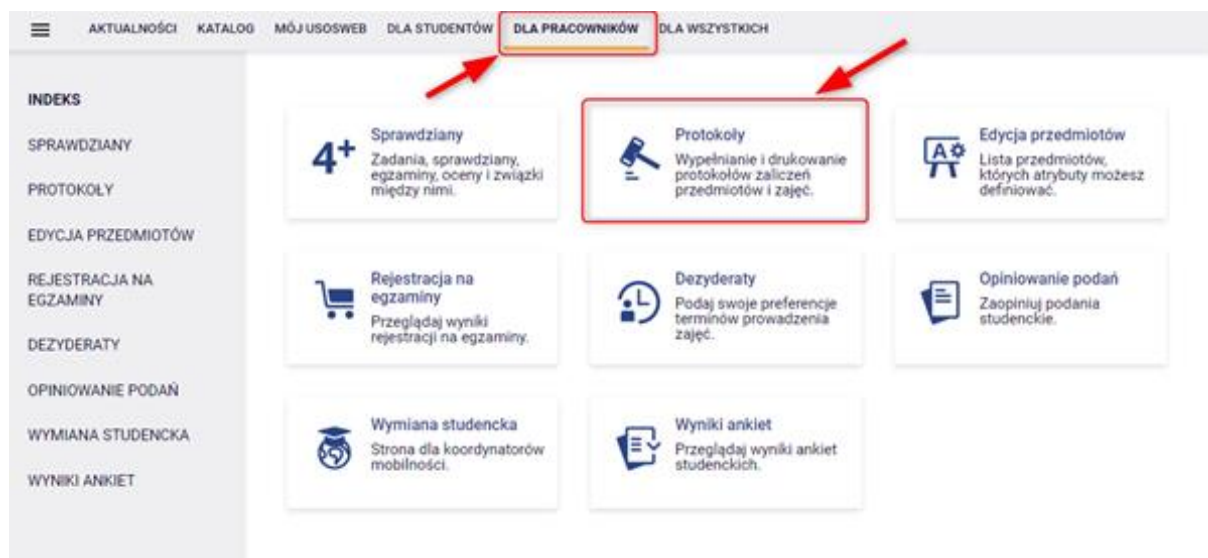 AKTUALNOŚCI KATALOG MÓJ USOSWEB DLA STUDENTÓW DLA PRACOWNIKÓW DLA WSZYSTKICH
INDEKS
SPRAWDZIANY
PROTOKOŁY
EDYCJA PRZEDMIOTÓW
REJESTRACJA NA
EGZAMINY
DEZYDERATY
OPINIOWANIE PODAŃ
WYMIANA STUDENCKA
WYNIKI ANKIET
4+
Sprawdziany
Zadania, sprawdziany,
egzaminy, oceny i związki
między nimi.
Protokoły
Wypełnianie i drukowanie
protokołów zaliczeń
przedmiotów i zajęć.
A
Edycja przedmiotów
Lista przedmiotów,
których atrybuty możesz
definiować.
Rejestracja na
egzaminy
Przeglądaj wyniki
rejestracji na egzaminy.
Dezyderaty
Podaj swoje preferencje
terminów prowadzenia
zajęć.
Opiniowanie podań
Zaopiniuj podania
studenckie.
Wymiana studencka
Strona dla koordynatorów
mobilności.
Wyniki ankiet
Przeglądaj wyniki ankiet
studenckich.